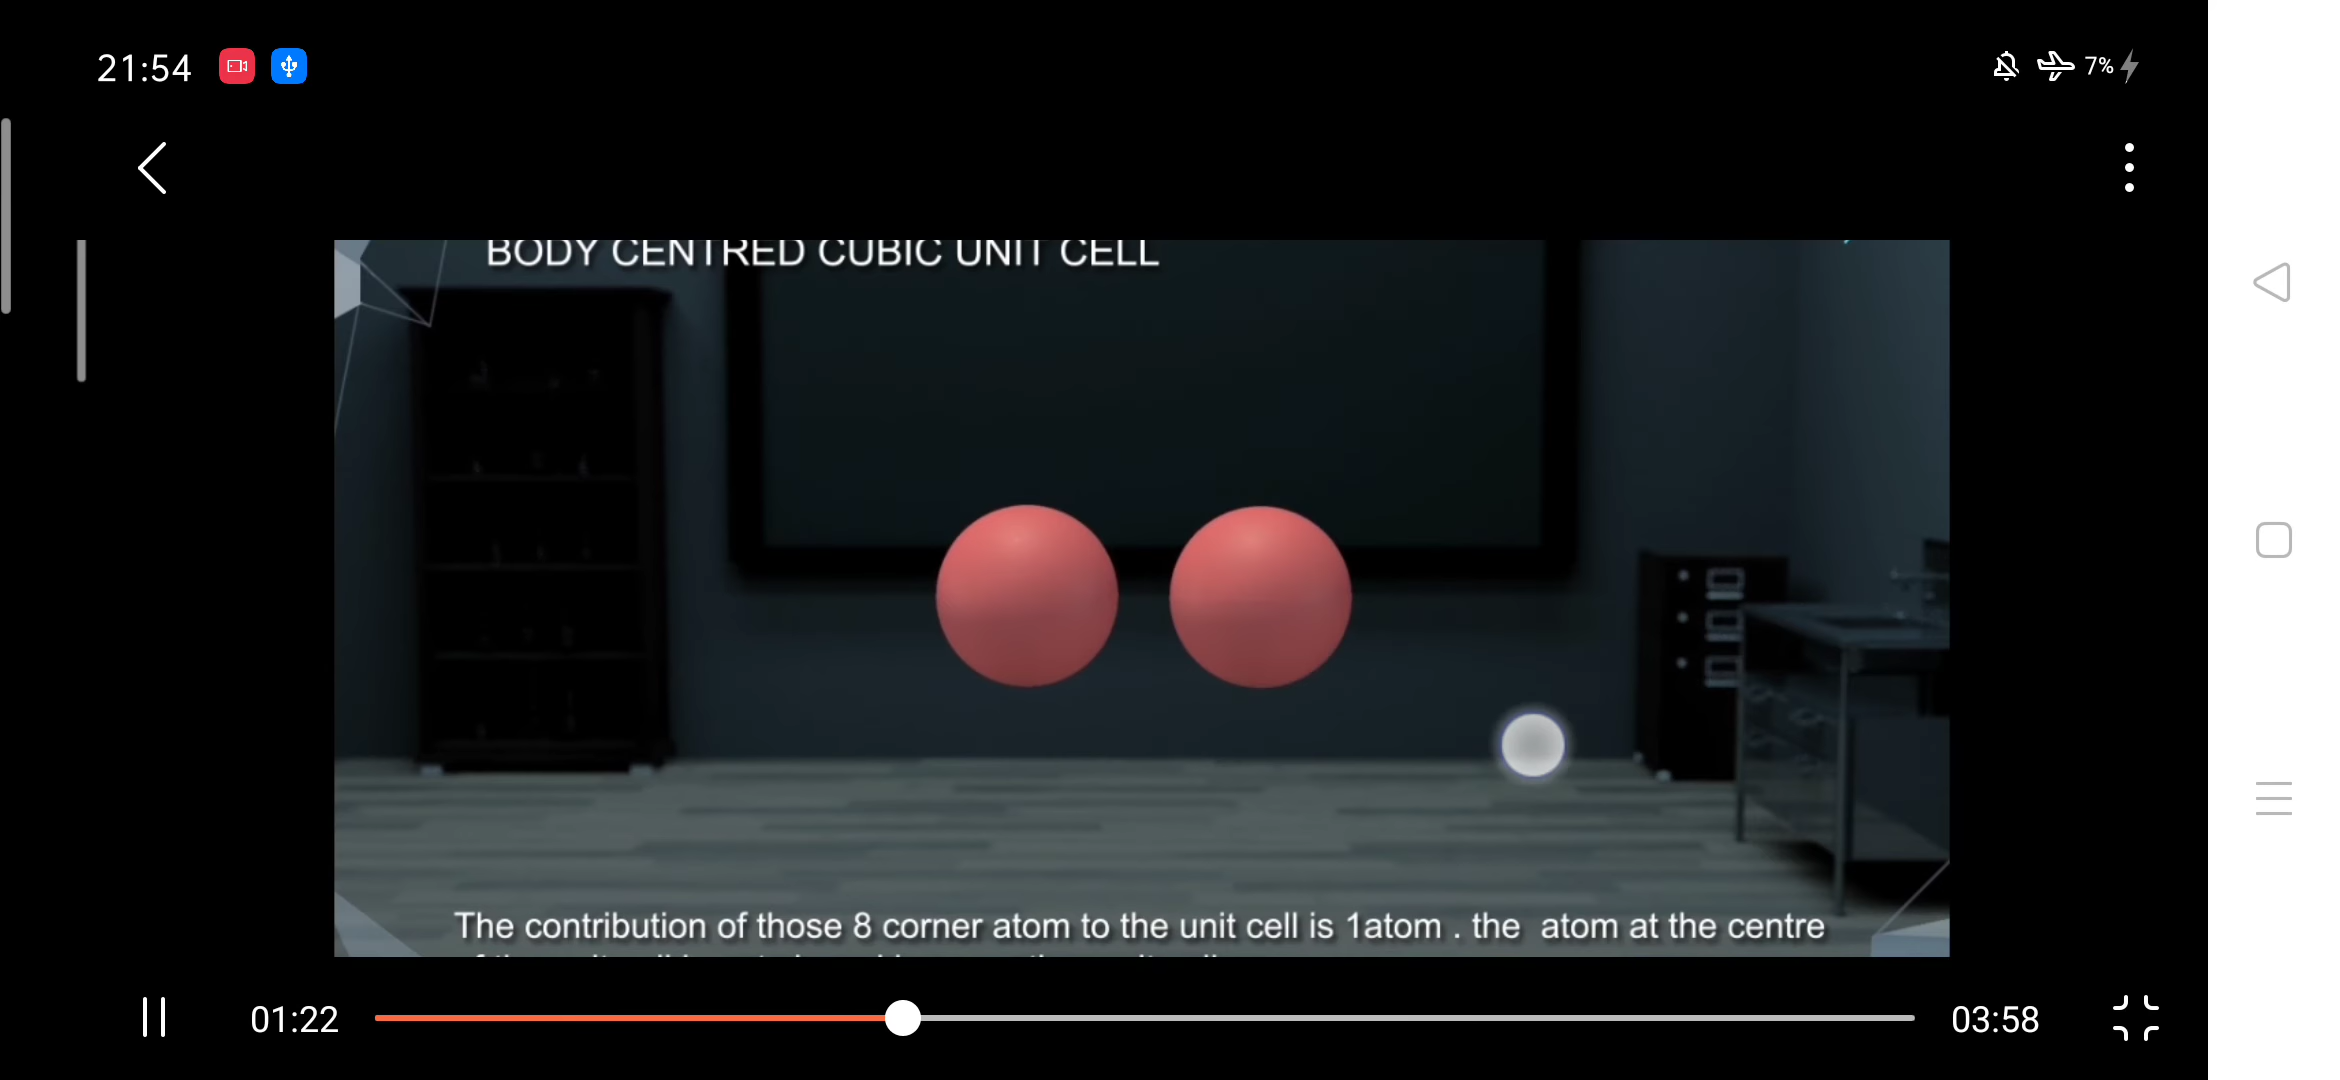 21:54
7%
BODY CENTRED CUBIC UNIT CELL
The contribution of those 8 corner atom to the unit cell is 1atom . the atom at the centre
01:22
03:58